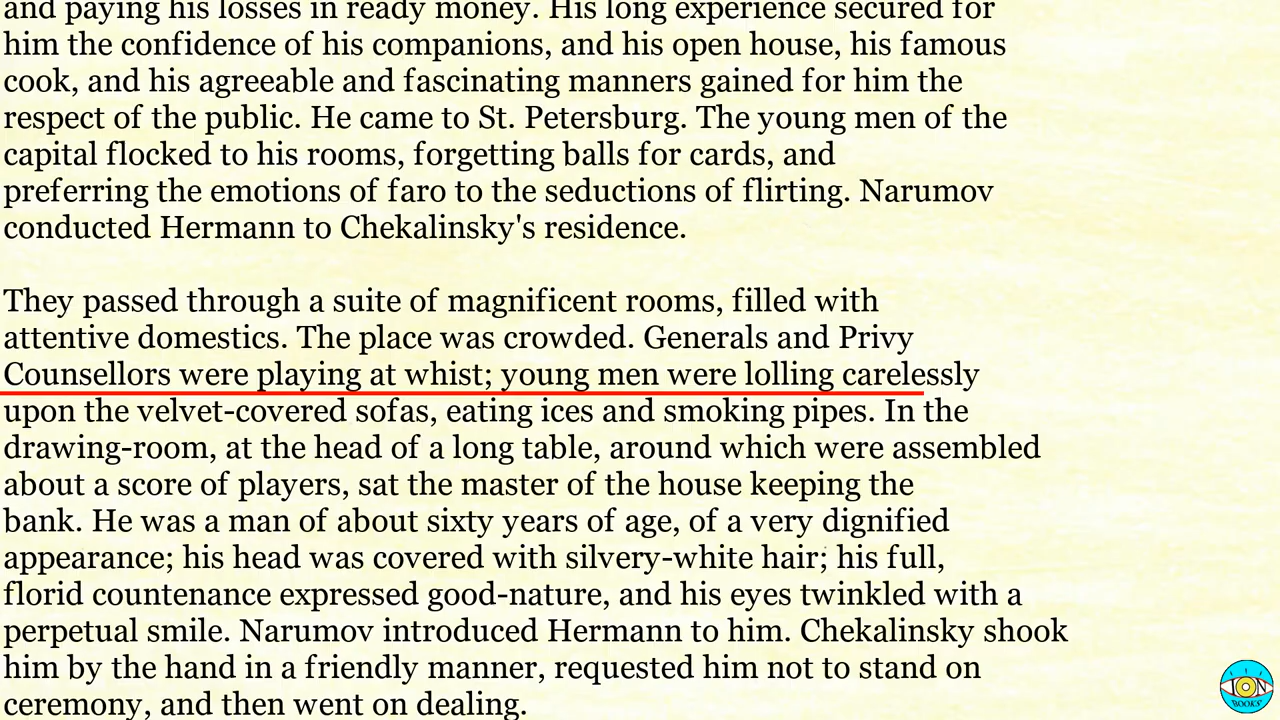 and paying his losses in ready money. His long experience secured for
him the confidence of his companions, and his open house, his famous
cook, and his agreeable and fascinating manners gained for him the
respect of the public. He came to St. Petersburg. The young men of the
capital flocked to his rooms, forgetting balls for cards, and
preferring the emotions of faro to the seductions of flirting. Narumov
conducted Hermann to Chekalinsky's residence.
They passed through a suite of magnificent rooms, filled with
attentive domestics. The place was crowded. Generals and Privy
Counsellors were playing at whist; young men were lolling carelessly
upon the velvet-covered sofas, eating ices and smoking pipes. In the
drawing-room, at the head of a long table, around which were assembled
about a score of players, sat the master of the house keeping the
bank. He was a man of about sixty years of age, of a very dignified
appearance; his head was covered with silvery-white hair; his full,
florid countenance expressed good-nature, and his eyes twinkled with a
perpetual smile. Narumov introduced Hermann to him. Chekalinsky shook
him by the hand in a friendly manner, requested him not to stand on
ceremony, and then went on dealing.
ION
BOOKS